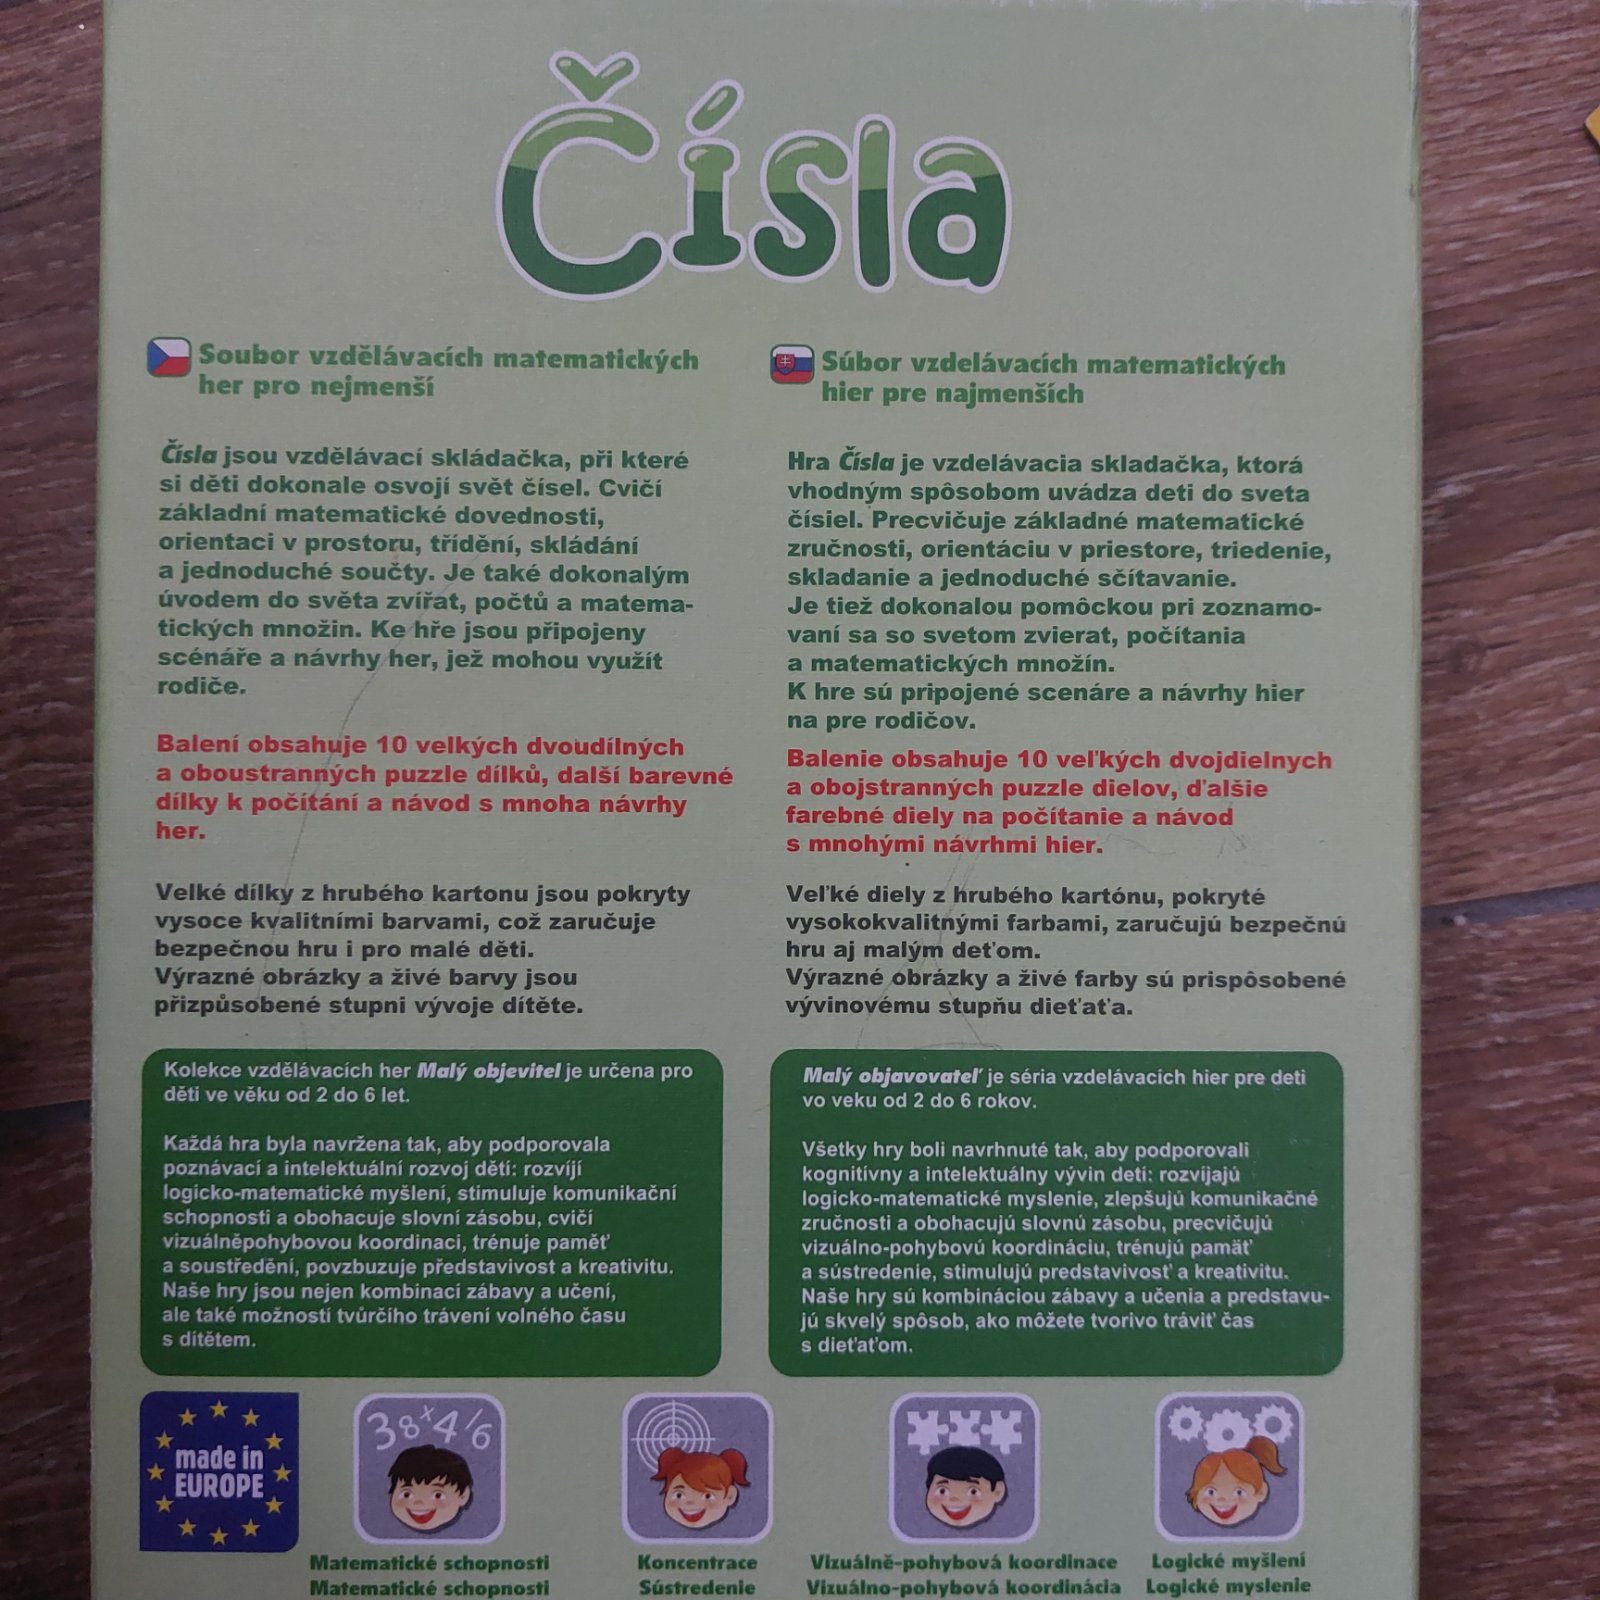 Čísla
Soubor vzdělávacích matematických
her pro nejmenší
Čísla jsou vzdělávací skládačka, při které
si děti dokonale osvojí svět čísel. Cvičí
základní matematické dovednosti,
orientaci v prostoru, třídění, skládání
a jednoduché součty. Je také dokonalým
úvodem do světa zvířat, počtů a matema-
tických množin. Ke hře jsou připojeny
scénáře a návrhy her, jež mohou využít
rodiče.
Balení obsahuje 10 velkých dvoudílných
a oboustranných puzzle dílků, další barevné
dílky k počítání a návod s mnoha návrhy
her.
Velké dílky z hrubého kartonu jsou pokryty
vysoce kvalitními barvami, což zaručuje
bezpečnou hru i pro malé děti.
Výrazné obrázky a živé barvy jsou
přizpůsobené stupni vývoje dítěte.
Kolekce vzdělávacích her Malý objevitel je určena pro
děti ve věku od 2 do 6 let.
Každá hra byla navržena tak, aby podporovala
poznávací a intelektuální rozvoj dětí: rozvíjí
logicko-matematické myšlení, stimuluje komunikační
schopnosti a obohacuje slovní zásobu, cvičí
vizuálněpohybovou koordinaci, trénuje paměť
a soustředění, povzbuzuje představivost a kreativitu.
Naše hry jsou nejen kombinací zábavy a učení,
ale také možností tvůrčího trávení volného času
s dítětem.
Súbor vzdelávacích matematických
hier pre najmenších
Hra Čísla je vzdelávacia skladačka, ktorá
vhodným spôsobom uvádza deti do sveta
čísiel. Precvičuje základné matematické
zručnosti, orientáciu v priestore, triedenie,
skladanie a jednoduché sčítavanie.
Je tiež dokonalou pomôckou pri zoznamo-
vaní sa so svetom zvierat, počítania
a matematických množín.
K hre sú pripojené scenáre a návrhy hier
na pre rodičov.
Balenie obsahuje 10 veľkých dvojdielnych
a obojstranných puzzle dielov, ďalšie
farebné diely na počítanie a návod
s mnohými návrhmi hier.
Veľké diely z hrubého kartónu, pokryté
vysokokvalitnými farbami, zaručujú bezpečnú
hru aj malým deťom.
Výrazné obrázky a živé farby sú prispôsobené
vývinovému stupňu dieťaťa.
Malý objavovateľ je séria vzdelávacích hier pre deti
vo veku od 2 do 6 rokov.
Všetky hry boli navrhnuté tak, aby podporovali
kognitívny a intelektuálny vývin detí: rozvíjajú
logicko-matematické myslenie, zlepšujú komunikačné
zručnosti a obohacujú slovnú zásobu, precvičujú
vizuálno-pohybovú koordináciu, trénujú pamäť
a sústredenie, stimulujú predstavivosť a kreativitu.
Naše hry sú kombináciou zábavy a učenia a predstavu-
jú skvelý spôsob, ako môžete tvorivo tráviť čas
s dieťaťom.
made in
EUROPE
38x4/6
Matematické schopnosti
Matematické schopnosti
Koncentrace
Sústredenie
Vizuálně-pohybová koordinace
Vizuálno-pohybová koordinácia
Logické myšlení
Logické myslenie